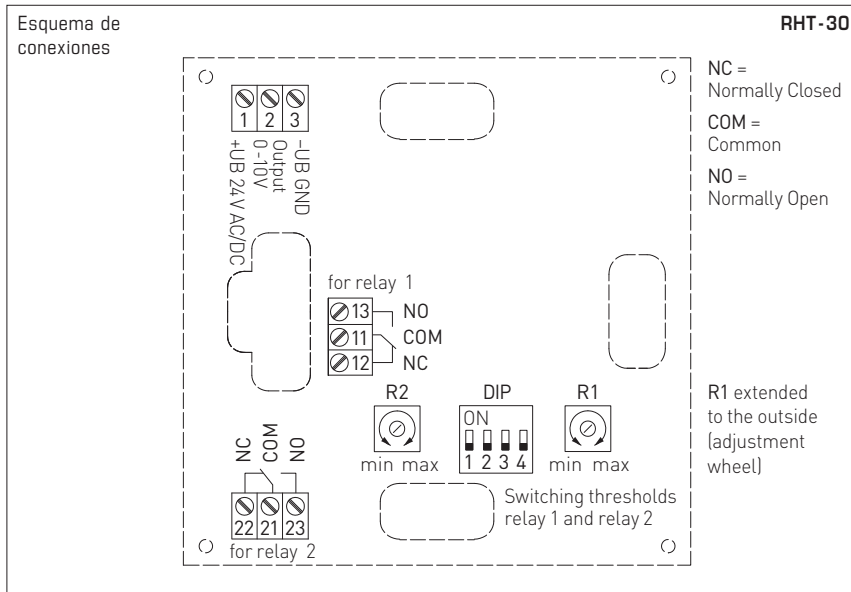 Esquema de
conexiones
RHT-30
NC =
Normally Closed
COM =
Common
NO =
Normally Open
1 2 3
+UB 24V AC/DC
Output
0 -10V
-UB GND
for relay 1
13 NO
11 COM
12 NC
R2
min max
DIP
ON
1 2 3 4
R1
min max
R1 extended
to the outside
(adjustment
wheel)
Switching thresholds
relay 1 and relay 2
NC COM NO
22 21 23
for relay 2